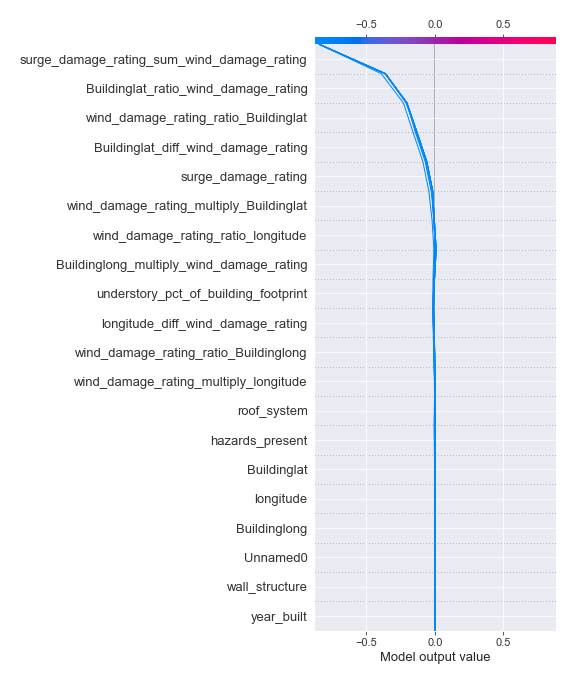 −0.5 0.0 0.5
surge_damage_rating_sum_wind_damage_rating
Buildinglat_ratio_wind_damage_rating
wind_damage_rating_ratio_Buildinglat
Buildinglat_diff_wind_damage_rating
surge_damage_rating
wind_damage_rating_multiply_Buildinglat
wind_damage_rating_ratio_longitude
Buildinglong_multiply_wind_damage_rating
understory_pct_of_building_footprint
longitude_diff_wind_damage_rating
wind_damage_rating_ratio_Buildinglong
wind_damage_rating_multiply_longitude
roof_system
hazards_present
Buildinglat
longitude
Buildinglong
Unnamed0
wall_structure
year_built
−0.5 0.0 0.5
Model output value